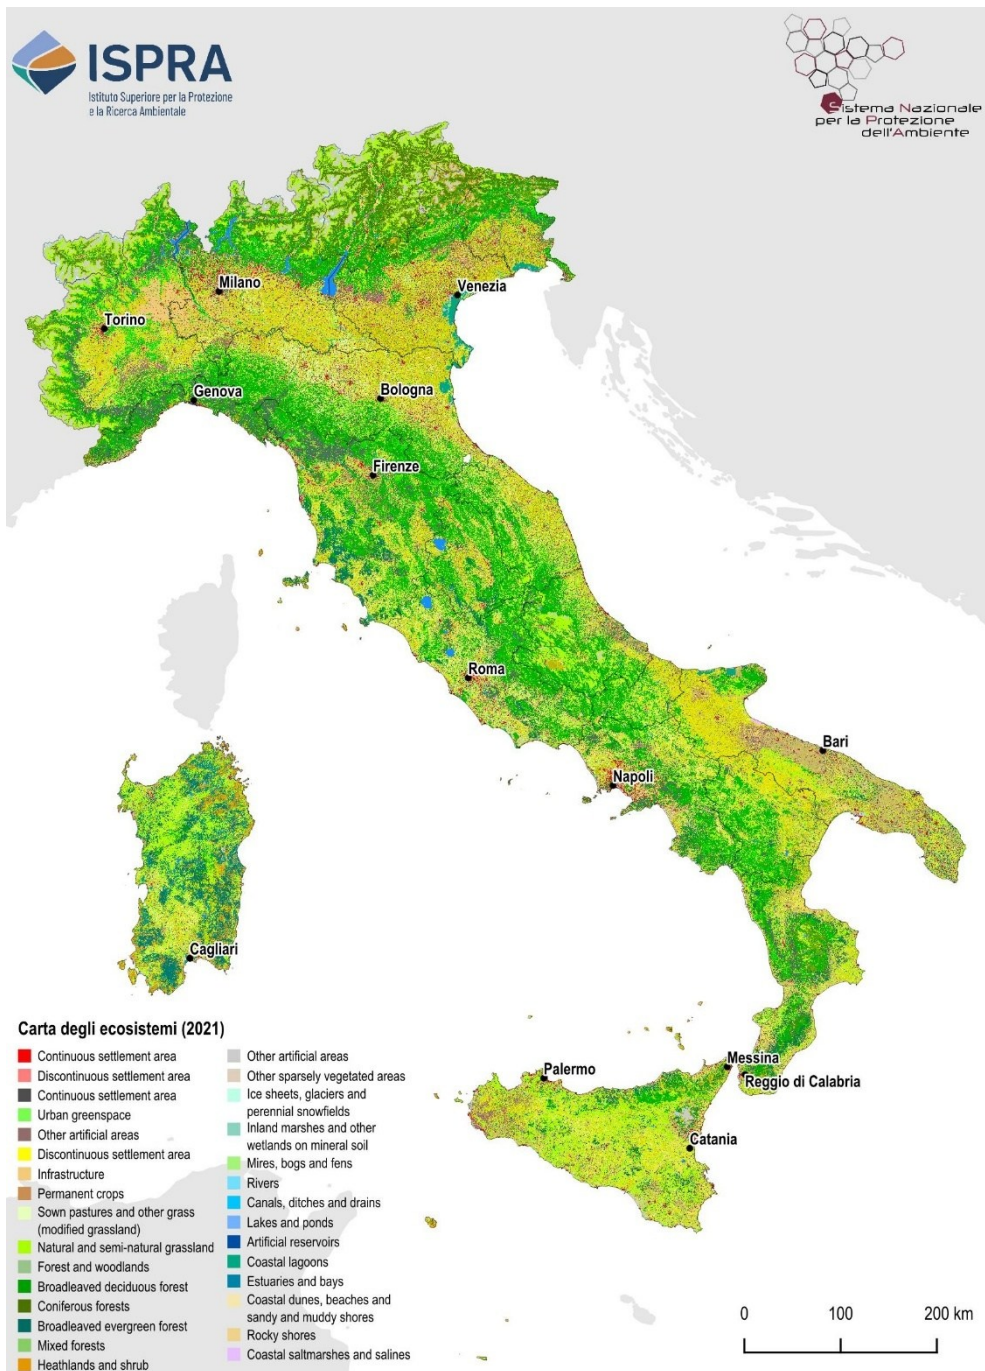 ISPRA
Istituto Superiore per la Protezione
e la Ricerca Ambientale
Sistema Nazionale
per la Protezione
dell'Ambiente
Milano
Venezia
Torino
Genova
Bologna
Firenze
Roma
Bari
Napoli
Cagliari
Messina
Palermo
Reggio di Calabria
Catania
Carta degli ecosistemi (2021)
Continuous settlement area
Discontinuous settlement area
Continuous settlement area
Urban greenspace
Other artificial areas
Discontinuous settlement area
Infrastructure
Permanent crops
Sown pastures and other grass
(modified grassland)
Natural and semi-natural grassland
Forest and woodlands
Broadleaved deciduous forest
Coniferous forests
Broadleaved evergreen forest
Mixed forests
Heathlands and shrub
Other artificial areas
Other sparsely vegetated areas
Ice sheets, glaciers and
perennial snowfields
Inland marshes and other
wetlands on mineral soil
Mires, bogs and fens
Rivers
Canals, ditches and drains
Lakes and ponds
Artificial reservoirs
Coastal lagoons
Estuaries and bays
Coastal dunes, beaches and
sandy and muddy shores
Rocky shores
Coastal saltmarshes and salines
0 100 200 km